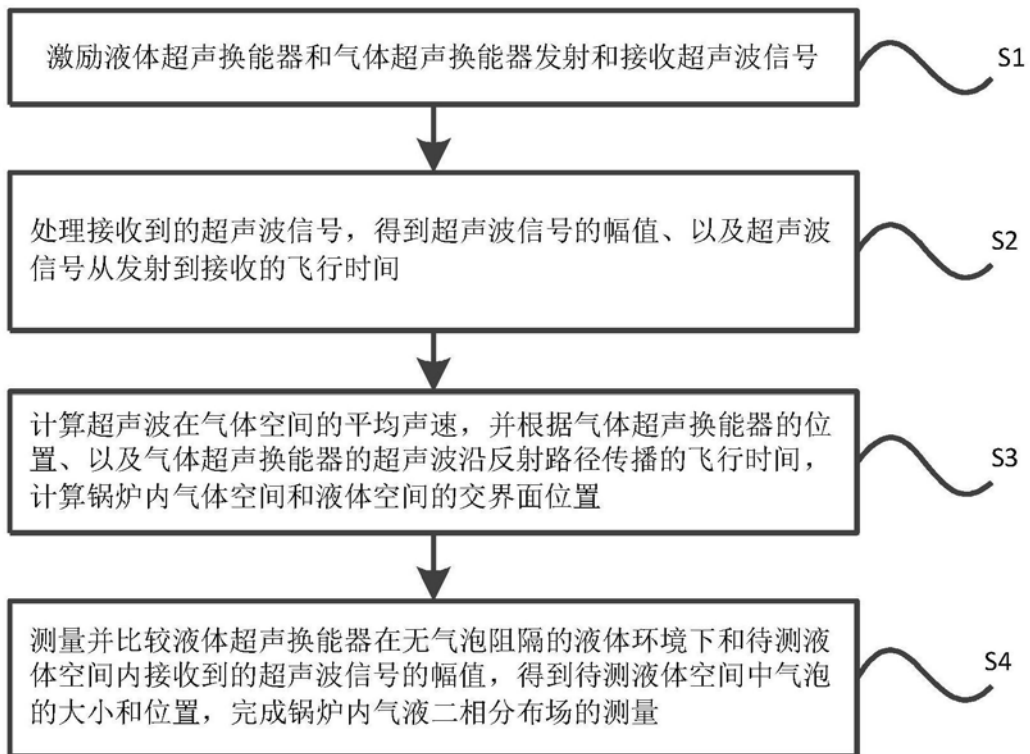 激励液体超声换能器和气体超声换能器发射和接收超声波信号
S1
处理接收到的超声波信号，得到超声波信号的幅值、以及超声波
信号从发射到接收的飞行时间
S2
计算超声波在气体空间的平均声速，并根据气体超声换能器的位
置、以及气体超声换能器的超声波沿反射路径传播的飞行时间，
计算锅炉内气体空间和液体空间的交界面位置
S3
测量并比较液体超声换能器在无气泡阻隔的液体环境下和待测液
体空间内接收到的超声波信号的幅值，得到待测液体空间中气泡
的大小和位置，完成锅炉内气液二相分布场的测量
S4